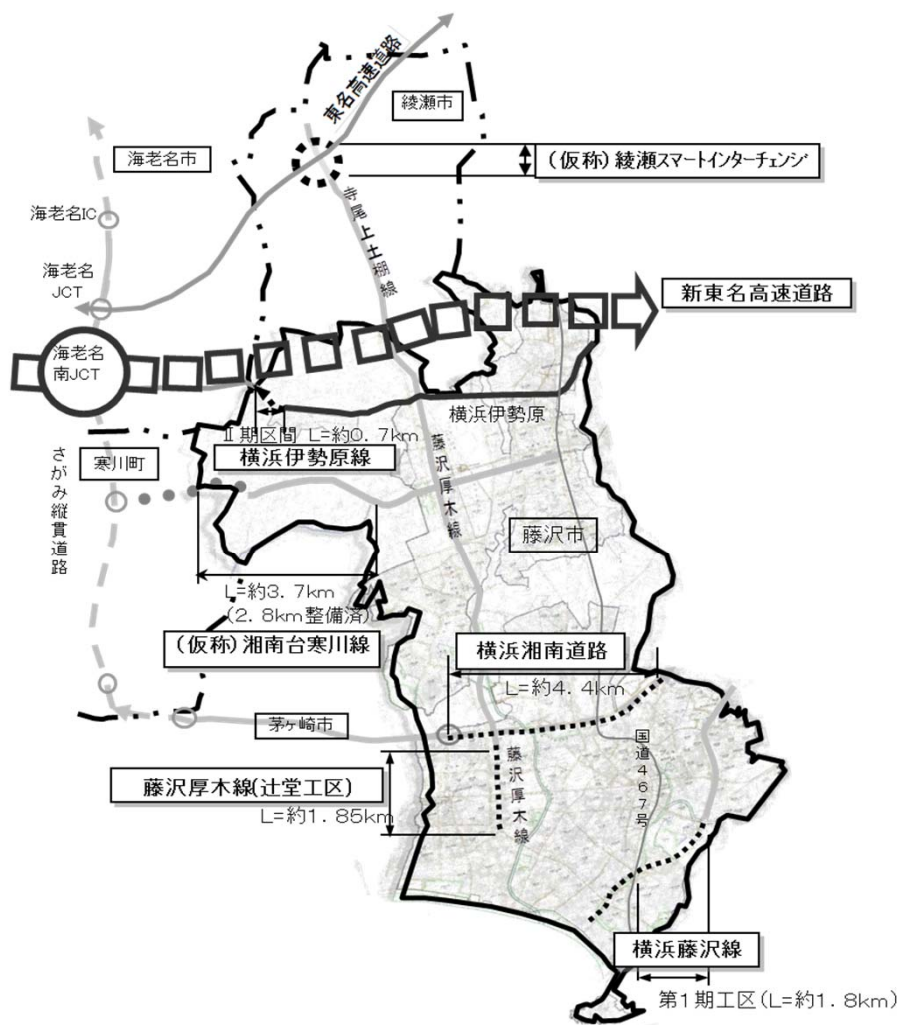 東名高速道路
綾瀬市
海老名市
(仮称)綾瀬スマートインターチェンジ
海老名IC
寺尾上土棚線
海老名
JCT
新東名高速道路
海老名
南JCT
横浜伊勢原
Ⅱ期区間 L=約0.7km
横浜伊勢原線
藤沢厚木線
さがみ縦貫道路
寒川町
藤沢市
L=約3.7km
(2.8km整備済)
(仮称)湘南台寒川線
横浜湘南道路
L=約4.4km
茅ヶ崎市
国道467号
藤沢厚木線
藤沢厚木線(辻堂工区)
L=約1.85km
横浜藤沢線
第1期工区(L=約1.8km)